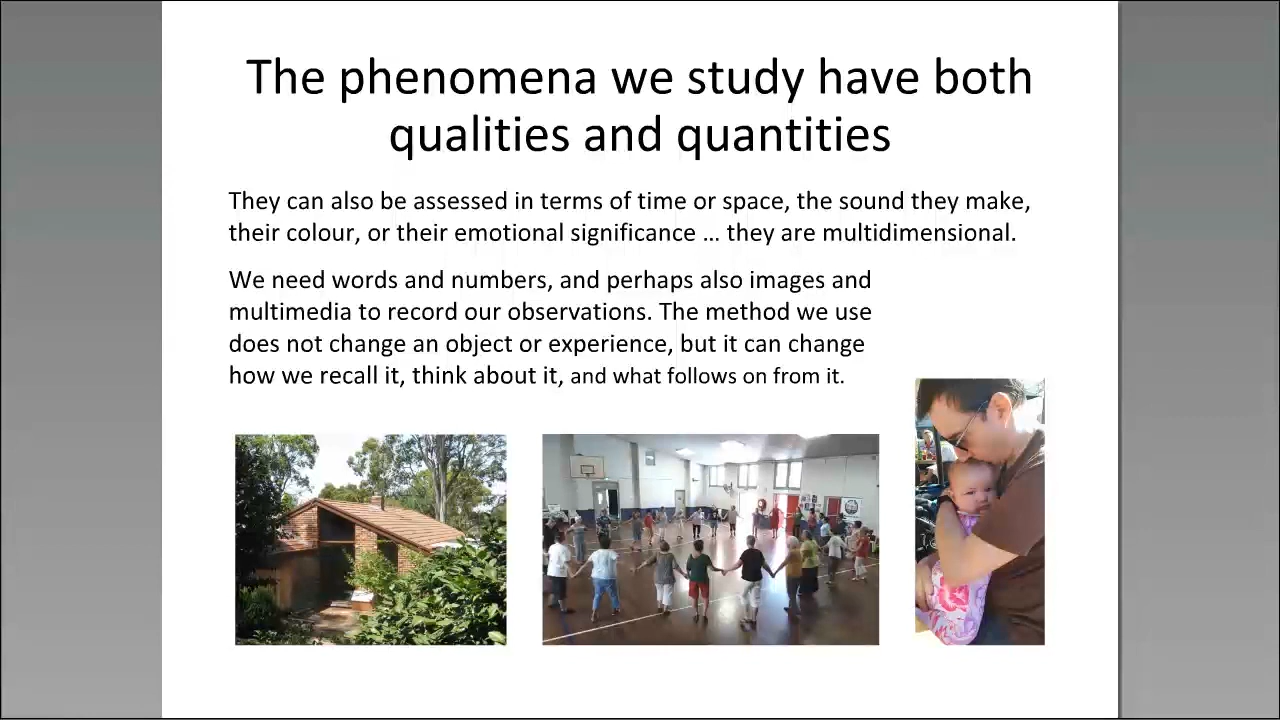 The phenomena we study have both
qualities and quantities
They can also be assessed in terms of time or space, the sound they make,
their colour, or their emotional significance … they are multidimensional.
We need words and numbers, and perhaps also images and
multimedia to record our observations. The method we use
does not change an object or experience, but it can change
how we recall it, think about it, and what follows on from it.